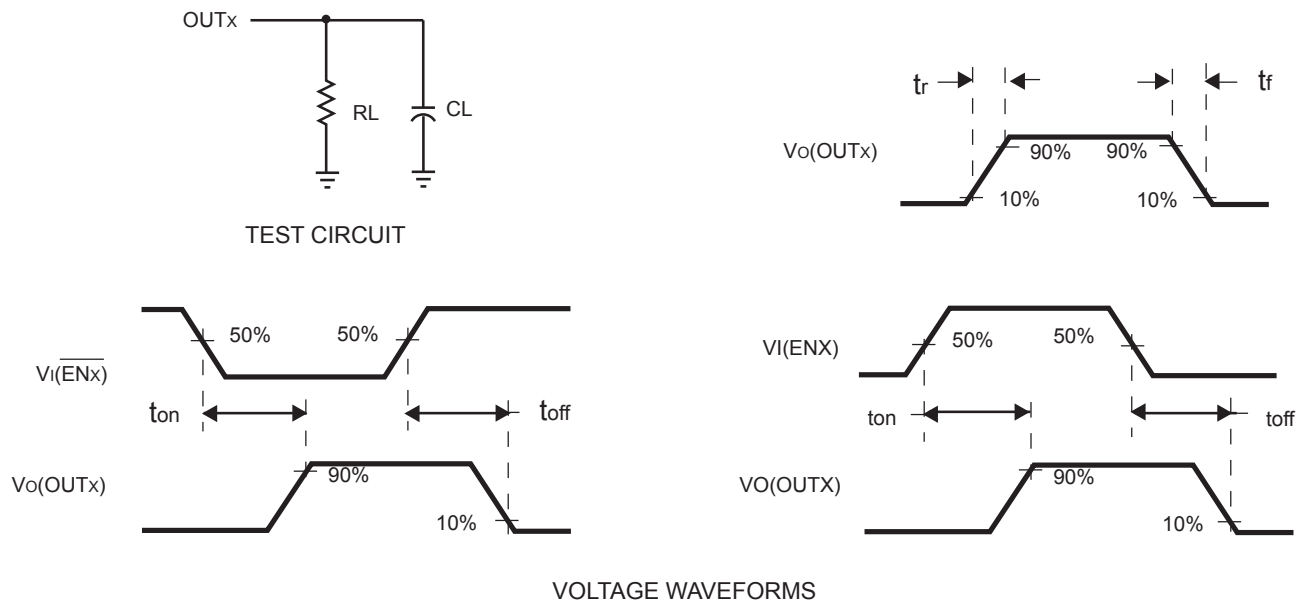 OUTx
RL
CL
TEST CIRCUIT
tr
tf
VO(OUTx)
90%
90%
10%
10%
50%
50%
VI(ENx)
ton
toff
VO(OUTx)
90%
10%
VI(ENX)
50%
50%
ton
toff
VO(OUTX)
90%
10%
VOLTAGE WAVEFORMS